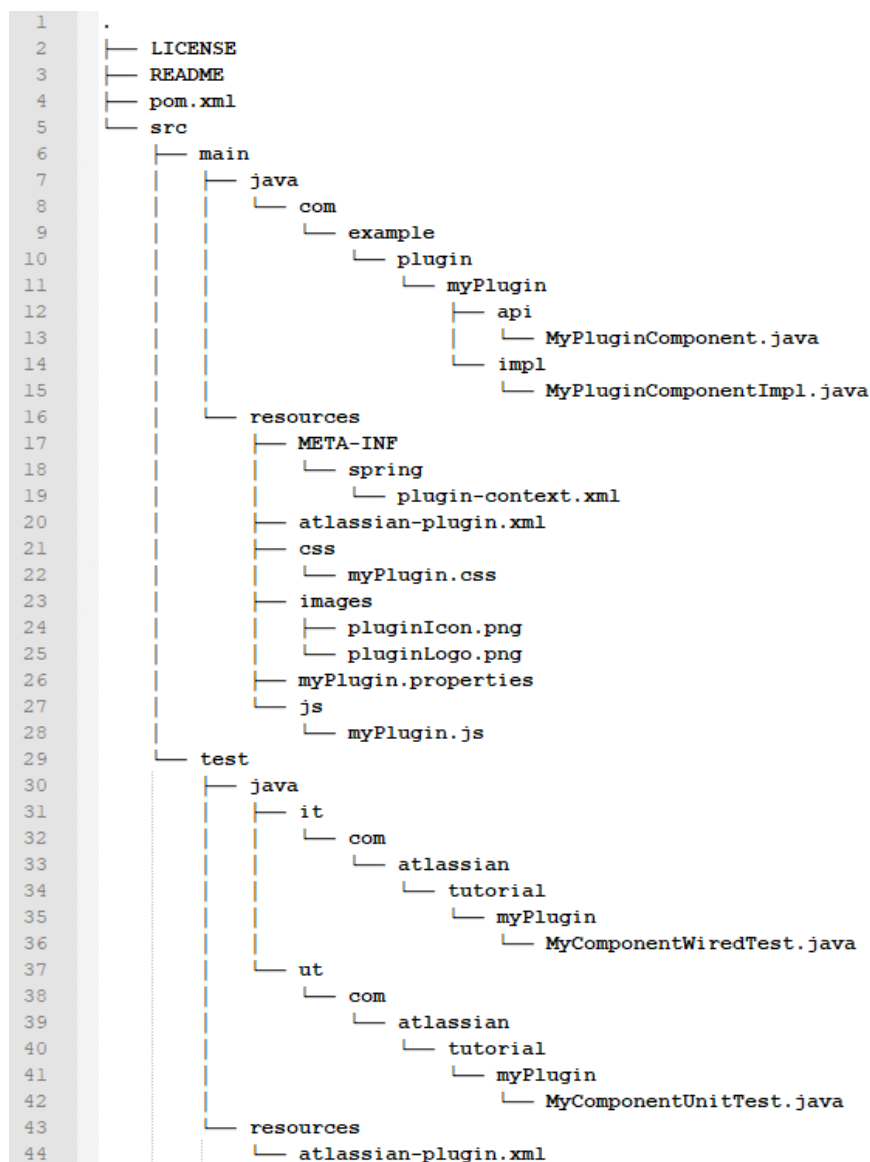 1 .
2 ├── LICENSE
3 ├── README
4 ├── pom.xml
5 └── src
6     ├── main
7     │   ├── java
8     │   │   └── com
9     │   │       └── example
10     │   │           └── plugin
11     │   │               └── myPlugin
12     │   │                   ├── api
13     │   │                   │   └── MyPluginComponent.java
14     │   │                   └── impl
15     │   │                       └── MyPluginComponentImpl.java
16     │   └── resources
17     │       ├── META-INF
18     │       │   └── spring
19     │       │       └── plugin-context.xml
20     │       ├── atlassian-plugin.xml
21     │       ├── css
22     │       │   └── myPlugin.css
23     │       ├── images
24     │       │   ├── pluginIcon.png
25     │       │   └── pluginLogo.png
26     │       ├── myPlugin.properties
27     │       └── js
28     │           └── myPlugin.js
29     └── test
30         ├── java
31         │   ├── it
32         │   │   └── com
33         │   │       └── atlassian
34         │   │           └── tutorial
35         │   │               └── myPlugin
36         │   │                   └── MyComponentWiredTest.java
37         │   └── ut
38         │       └── com
39         │           └── atlassian
40         │               └── tutorial
41         │                   └── myPlugin
42         │                       └── MyComponentUnitTest.java
43         └── resources
44             └── atlassian-plugin.xml